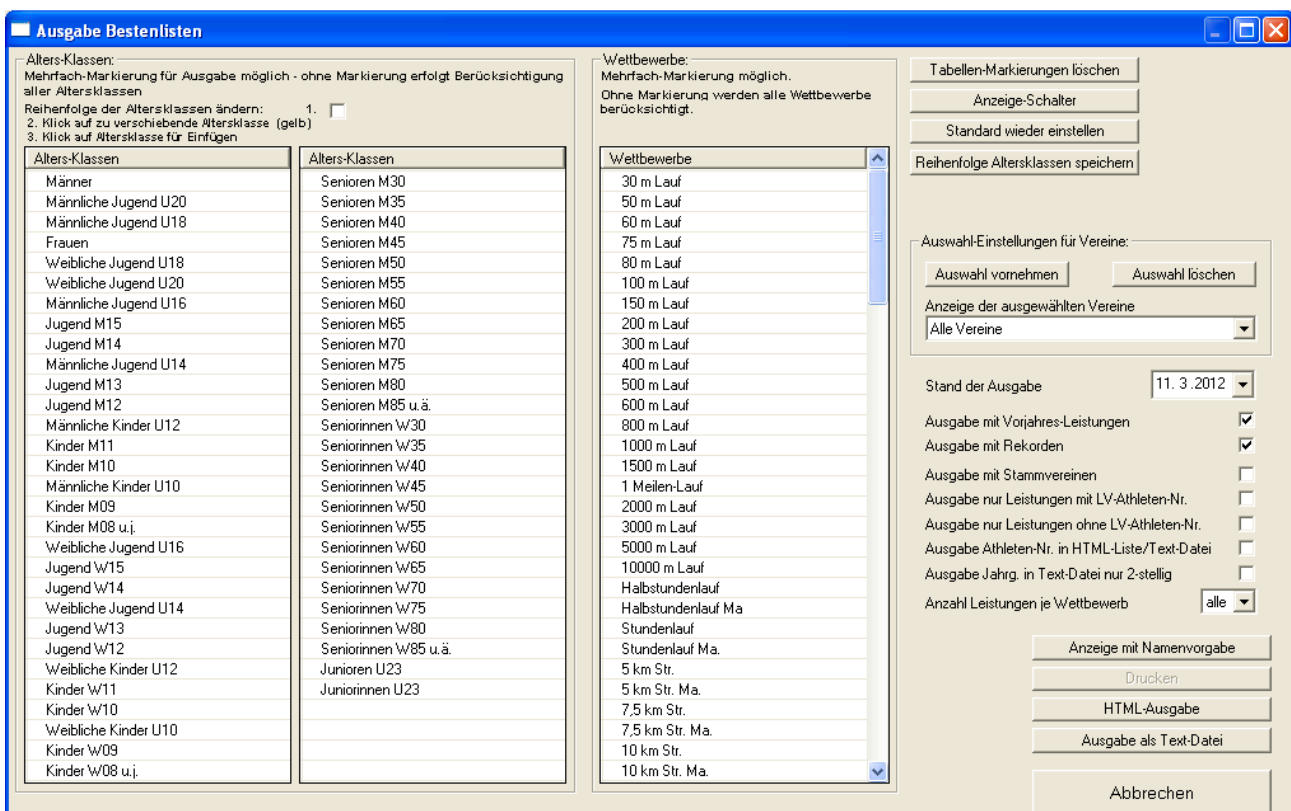 Ausgabe Bestenlisten
Alters-Klassen:
Mehrfach-Markierung für Ausgabe möglich - ohne Markierung erfolgt Berücksichtigung
aller Altersklassen
Reihenfolge der Altersklassen ändern: 1.
2. Klick auf zu verschiebende Altersklasse (gelb)
3. Klick auf Altersklasse für Einfügen
Alters-Klassen
Männer
Männliche Jugend U20
Männliche Jugend U18
Frauen
Weibliche Jugend U18
Weibliche Jugend U20
Männliche Jugend U16
Jugend M15
Jugend M14
Männliche Jugend U14
Jugend M13
Jugend M12
Männliche Kinder U12
Kinder M11
Kinder M10
Männliche Kinder U10
Kinder M09
Kinder M08 u.j.
Weibliche Jugend U16
Jugend W15
Jugend W14
Weibliche Jugend U14
Jugend W13
Jugend W12
Weibliche Kinder U12
Kinder W11
Kinder W10
Weibliche Kinder U10
Kinder W09
Kinder W08 u.j.
Alters-Klassen
Senioren M30
Senioren M35
Senioren M40
Senioren M45
Senioren M50
Senioren M55
Senioren M60
Senioren M65
Senioren M70
Senioren M75
Senioren M80
Senioren M85 u.ä.
Seniorinnen W30
Seniorinnen W35
Seniorinnen W40
Seniorinnen W45
Seniorinnen W50
Seniorinnen W55
Seniorinnen W60
Seniorinnen W65
Seniorinnen W70
Seniorinnen W75
Seniorinnen W80
Seniorinnen W85 u.ä.
Junioren U23
Juniorinnen U23
Wettbewerbe:
Mehrfach-Markierung möglich.
Ohne Markierung werden alle Wettbewerbe
berücksichtigt.
Wettbewerbe
30 m Lauf
50 m Lauf
60 m Lauf
75 m Lauf
80 m Lauf
100 m Lauf
150 m Lauf
200 m Lauf
300 m Lauf
400 m Lauf
500 m Lauf
600 m Lauf
800 m Lauf
1000 m Lauf
1500 m Lauf
1 Meilen-Lauf
2000 m Lauf
3000 m Lauf
5000 m Lauf
10000 m Lauf
Halbstundenlauf
Halbstundenlauf Ma
Stundenlauf
Stundenlauf Ma.
5 km Str.
5 km Str. Ma.
7,5 km Str.
7,5 km Str. Ma.
10 km Str.
10 km Str. Ma.
Tabellen-Markierungen löschen
Anzeige-Schalter
Standard wieder einstellen
Reihenfolge Altersklassen speichern
Auswahl-Einstellungen für Vereine:
Auswahl vornehmen Auswahl löschen
Anzeige der ausgewählten Vereine
Alle Vereine
Stand der Ausgabe 11. 3 .2012
Ausgabe mit Vorjahres-Leistungen
Ausgabe mit Rekorden
Ausgabe mit Stammvereinen
Ausgabe nur Leistungen mit LV-Athleten-Nr.
Ausgabe nur Leistungen ohne LV-Athleten-Nr.
Ausgabe Athleten-Nr. in HTML-Liste/Text-Datei
Ausgabe Jahrg. in Text-Datei nur 2-stellig
Anzahl Leistungen je Wettbewerb alle
Anzeige mit Namenvorgabe
Drucken
HTML-Ausgabe
Ausgabe als Text-Datei
Abbrechen